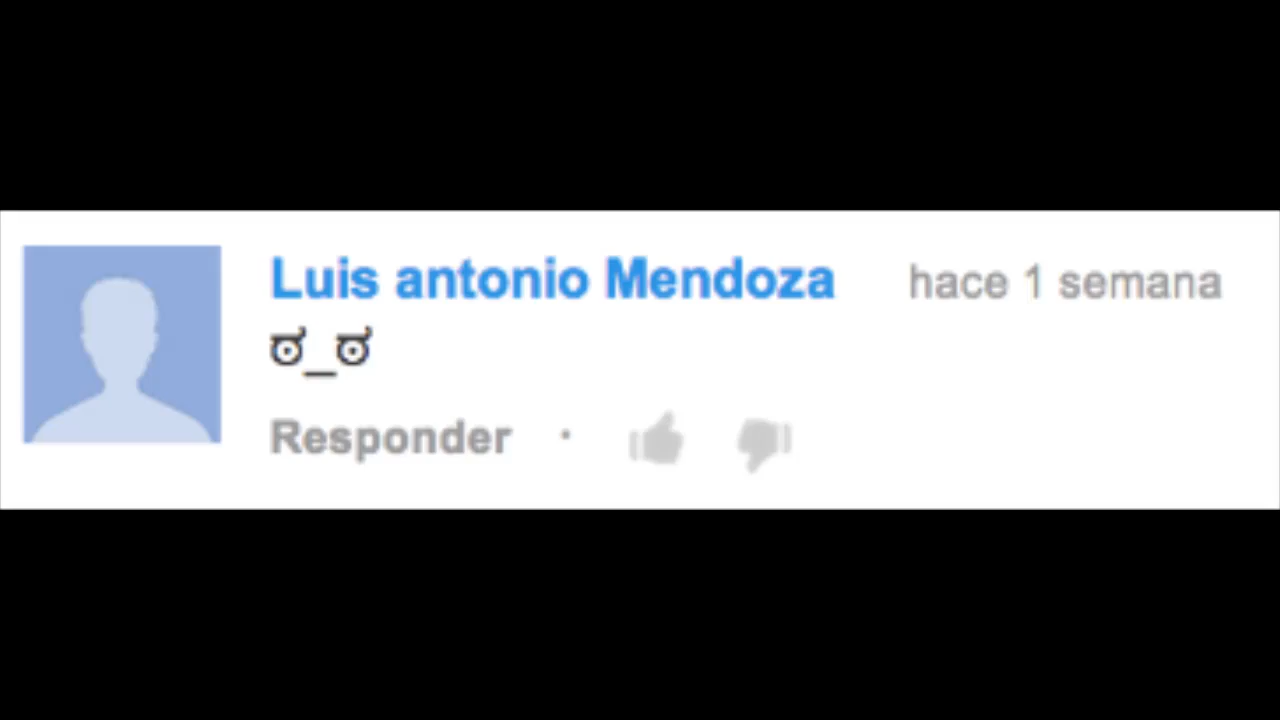 Luis antonio Mendoza hace 1 semana
ಠ_ಠ
Responder ·